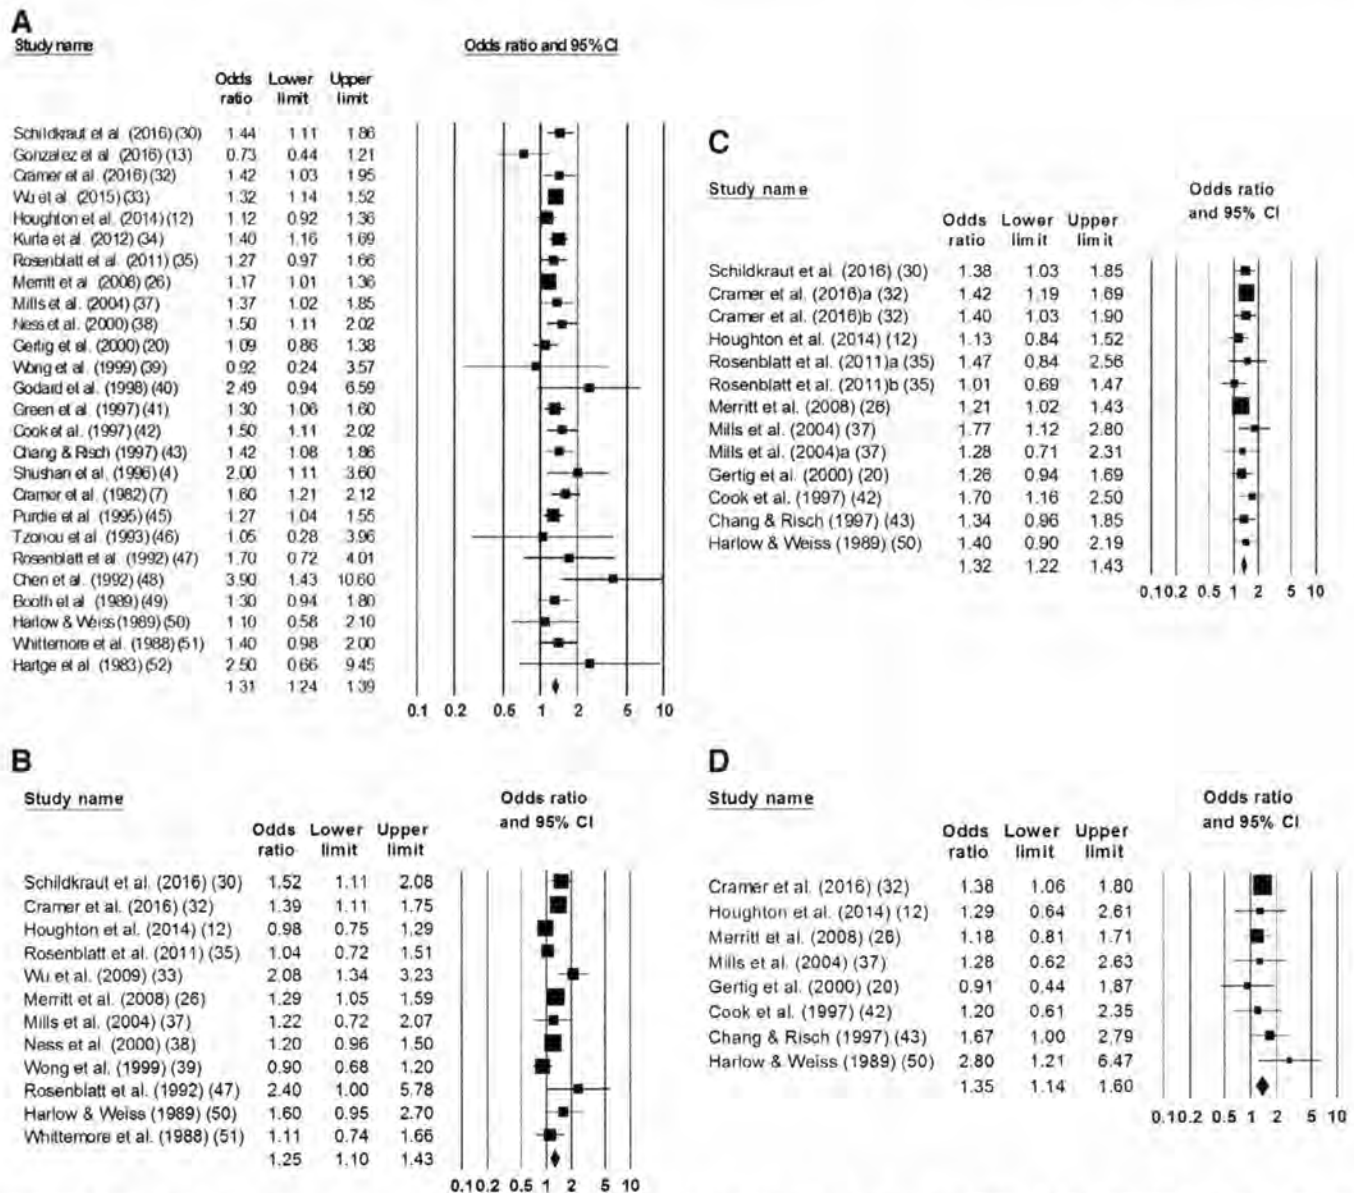 A
Study name Odds ratio and 95% CI
Odds Lower Upper
ratio limit limit
Schildkraut et al. (2016) (30) 1.44 1.11 1.86
Gonzalez et al. (2016) (13) 0.73 0.44 1.21
Cramer et al. (2016) (32) 1.42 1.03 1.95
Wu et al. (2015) (33) 1.32 1.14 1.52
Houghton et al. (2014) (12) 1.12 0.92 1.36
Kurta et al. (2012) (34) 1.40 1.16 1.69
Rosenblatt et al. (2011) (35) 1.27 0.97 1.66
Merritt et al. (2008) (26) 1.17 1.01 1.36
Mills et al. (2004) (37) 1.37 1.02 1.85
Ness et al. (2000) (38) 1.50 1.11 2.02
Gertig et al. (2000) (20) 1.09 0.86 1.38
Wong et al. (1999) (39) 0.92 0.24 3.57
Godard et al. (1998) (40) 2.49 0.94 6.59
Green et al. (1997) (41) 1.30 1.06 1.60
Cook et al. (1997) (42) 1.50 1.11 2.02
Chang & Risch (1997) (43) 1.42 1.08 1.86
Shushan et al. (1996) (4) 2.00 1.11 3.60
Cramer et al. (1982) (7) 1.60 1.21 2.12
Purdie et al. (1995) (45) 1.27 1.04 1.55
Tzonou et al. (1993) (46) 1.06 0.28 3.96
Rosenblatt et al. (1992) (47) 1.70 0.72 4.01
Chen et al. (1992) (48) 3.90 1.43 10.60
Booth et al. (1989) (49) 1.30 0.94 1.80
Harlow & Weiss (1989) (50) 1.10 0.58 2.10
Whittemore et al. (1988) (51) 1.40 0.98 2.00
Hartge et al. (1983) (52) 2.50 0.66 9.45
1.31 1.24 1.39
0.1 0.2 0.5 1 2 5 10
B
Study name Odds ratio
and 95% CI
Odds Lower Upper
ratio limit limit
Schildkraut et al. (2016) (30) 1.52 1.11 2.08
Cramer et al. (2016) (32) 1.39 1.11 1.75
Houghton et al. (2014) (12) 0.98 0.75 1.29
Rosenblatt et al. (2011) (35) 1.04 0.72 1.51
Wu et al. (2009) (33) 2.08 1.34 3.23
Merritt et al. (2008) (26) 1.29 1.05 1.59
Mills et al. (2004) (37) 1.22 0.72 2.07
Ness et al. (2000) (38) 1.20 0.96 1.50
Wong et al. (1999) (39) 0.90 0.68 1.20
Rosenblatt et al. (1992) (47) 2.40 1.00 5.78
Harlow & Weiss (1989) (50) 1.60 0.95 2.70
Whittemore et al. (1988) (51) 1.11 0.74 1.66
1.25 1.10 1.43
0.1 0.2 0.5 1 2 5 10
C
Study name Odds ratio
and 95% CI
Odds Lower Upper
ratio limit limit
Schildkraut et al. (2016) (30) 1.38 1.03 1.85
Cramer et al. (2016)a (32) 1.42 1.19 1.69
Cramer et al. (2016)b (32) 1.40 1.03 1.90
Houghton et al. (2014) (12) 1.13 0.84 1.52
Rosenblatt et al. (2011)a (35) 1.47 0.84 2.56
Rosenblatt et al. (2011)b (35) 1.01 0.69 1.47
Merritt et al. (2008) (26) 1.21 1.02 1.43
Mills et al. (2004) (37) 1.77 1.12 2.80
Mills et al. (2004)a (37) 1.28 0.71 2.31
Gertig et al. (2000) (20) 1.26 0.94 1.69
Cook et al. (1997) (42) 1.70 1.16 2.50
Chang & Risch (1997) (43) 1.34 0.96 1.85
Harlow & Weiss (1989) (50) 1.40 0.90 2.19
1.32 1.22 1.43
0.1 0.2 0.5 1 2 5 10
D
Study name Odds ratio
and 95% CI
Odds Lower Upper
ratio limit limit
Cramer et al. (2016) (32) 1.38 1.06 1.80
Houghton et al. (2014) (12) 1.29 0.64 2.61
Merritt et al. (2008) (26) 1.18 0.81 1.71
Mills et al. (2004) (37) 1.28 0.62 2.63
Gertig et al. (2000) (20) 0.91 0.44 1.87
Cook et al. (1997) (42) 1.20 0.61 2.35
Chang & Risch (1997) (43) 1.67 1.00 2.79
Harlow & Weiss (1989) (50) 2.80 1.21 6.47
1.35 1.14 1.60
0.1 0.2 0.5 1 2 5 10